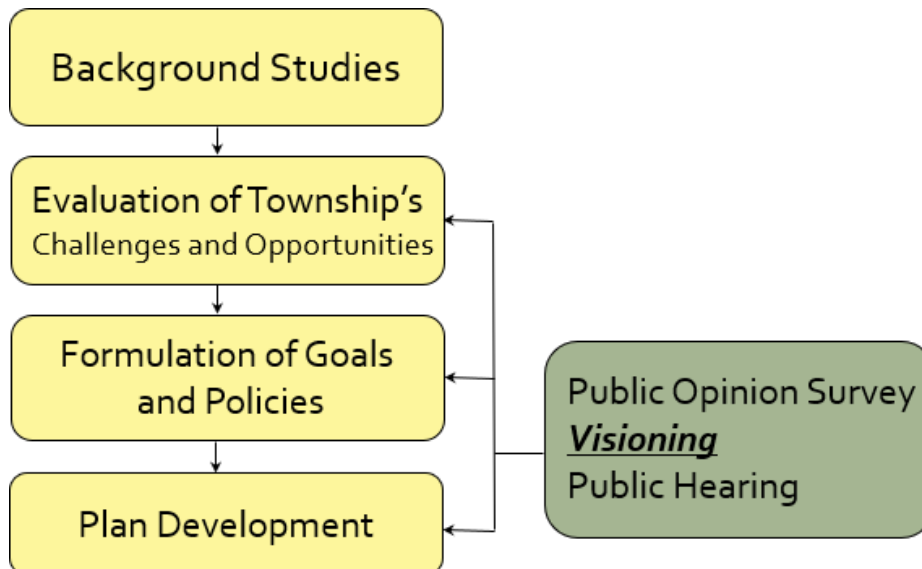 Background Studies
Evaluation of Township's
Challenges and Opportunities
Formulation of Goals
and Policies
Plan Development
Public Opinion Survey
Visioning
Public Hearing